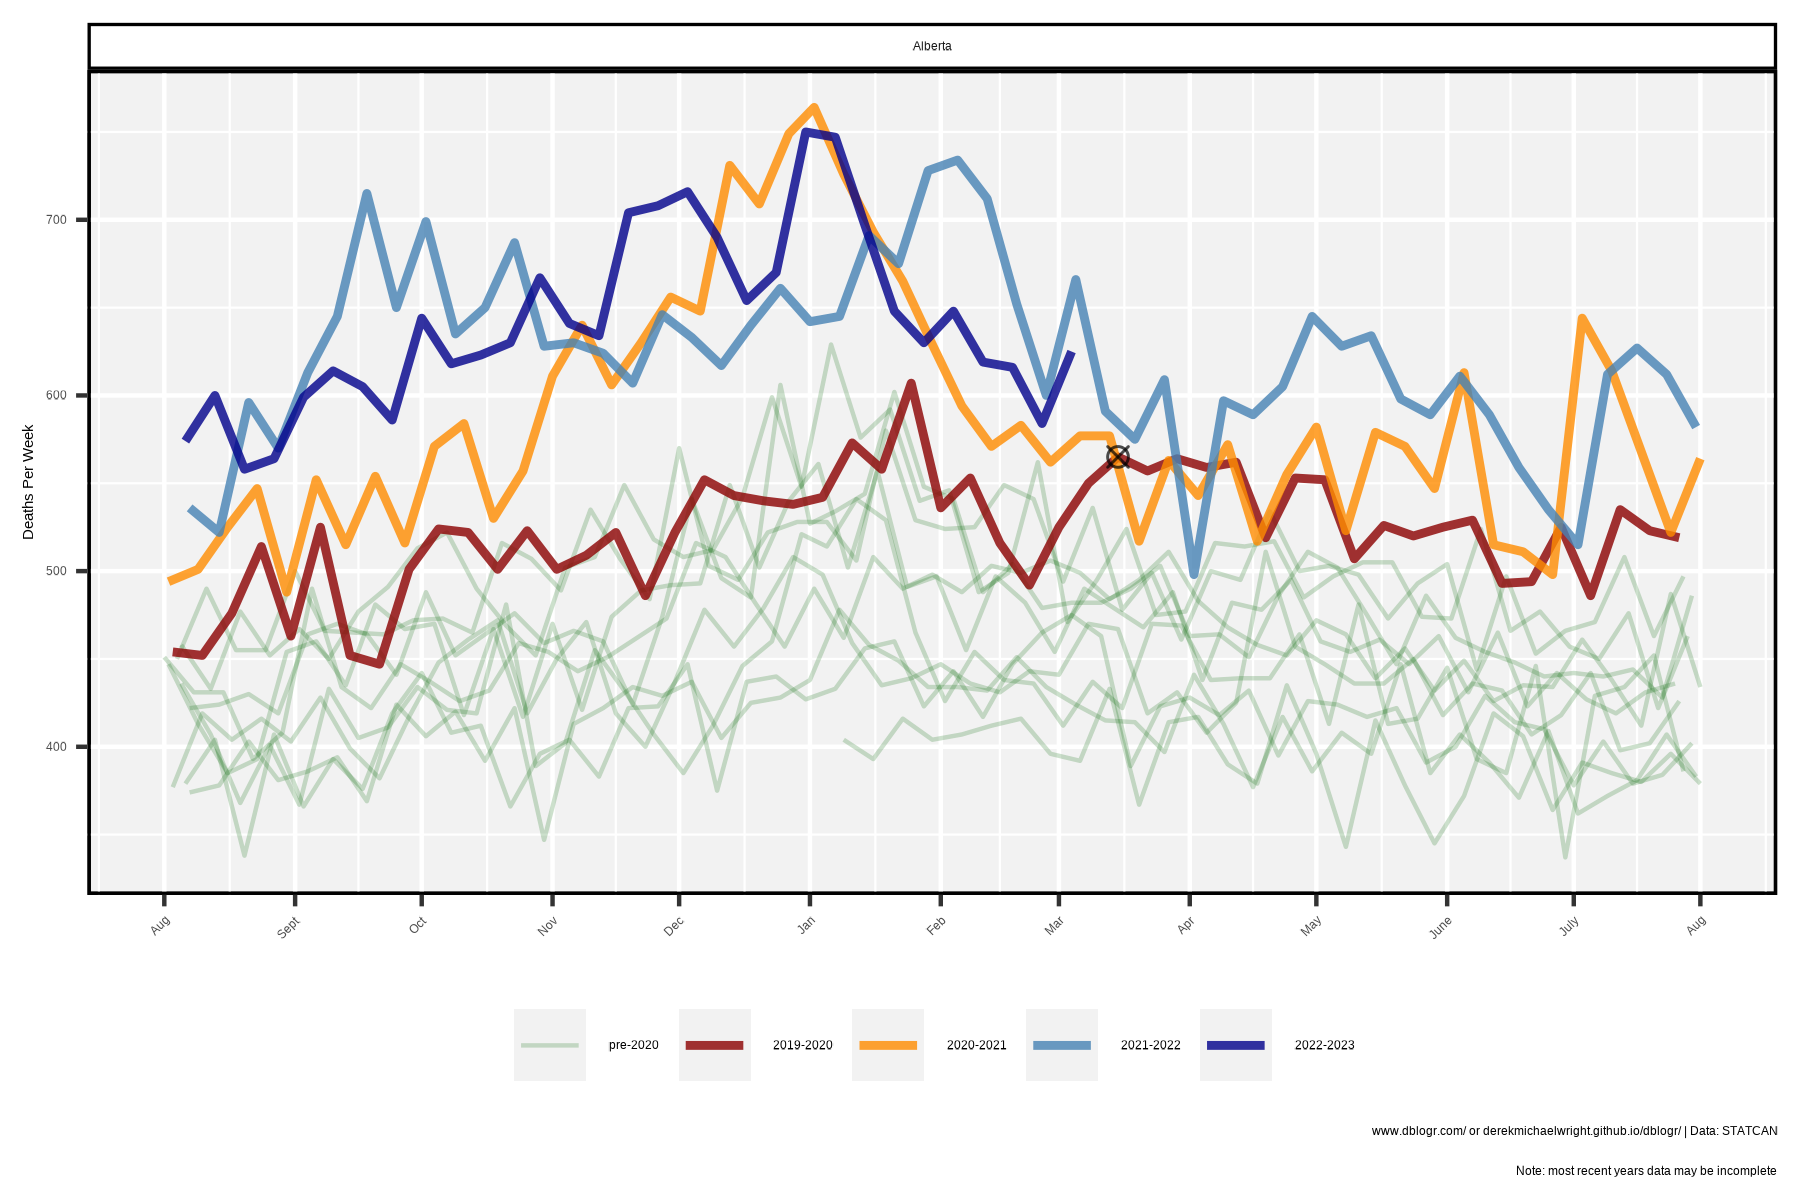 Alberta
Deaths Per Week
700
600
500
400
Aug
Sept
Oct
Nov
Dec
Jan
Feb
Mar
Apr
May
June
July
Aug
pre-2020
2019-2020
2020-2021
2021-2022
2022-2023
www.dblogr.com/ or derekmichaelwright.github.io/dblogr/ | Data: STATCAN
Note: most recent years data may be incomplete